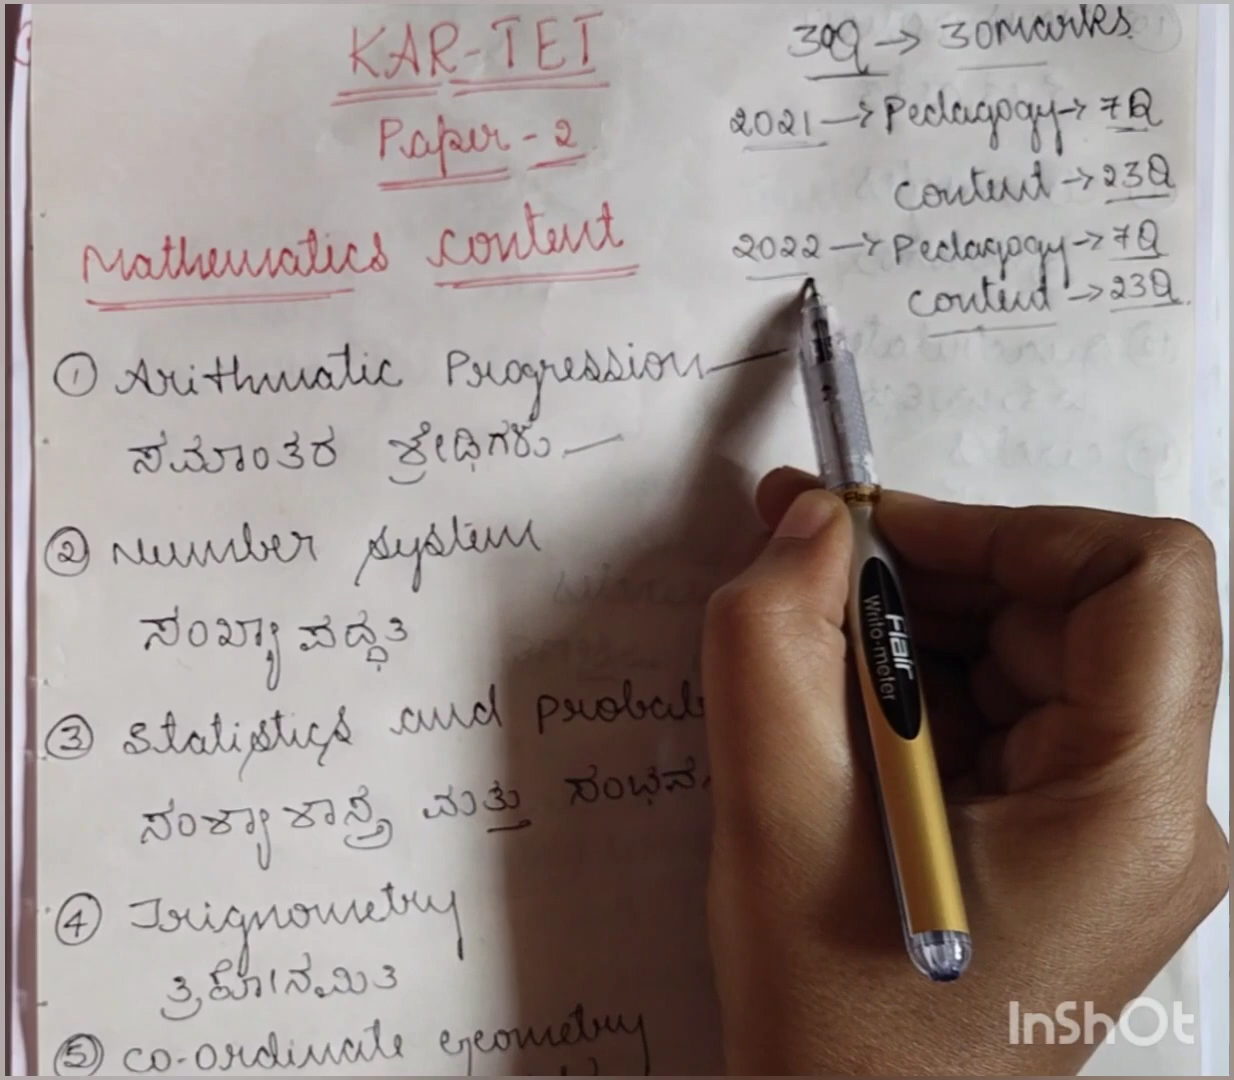 KAR-TET
Paper - 2
Mathematics content
30Q → 30Marks
2021 → Pedagogy → 7Q
Content → 23Q
2022 → Pedagogy → 7Q
Content → 23Q
① Arithmatic Progression —
ಸಮಾಂತರ ಶ್ರೇಢಿಗಳು —
② Number system
ಸಂಖ್ಯಾ ಪದ್ಧತಿ
③ Statistics and probab
ಸಂಖ್ಯಾಶಾಸ್ತ್ರ ಮತ್ತು ಸಂಭವ
④ Trignometry
ತ್ರಿಕೋನಮಿತಿ
⑤ Co-ordinate geometry
Flair
Writo-meter
InShOt